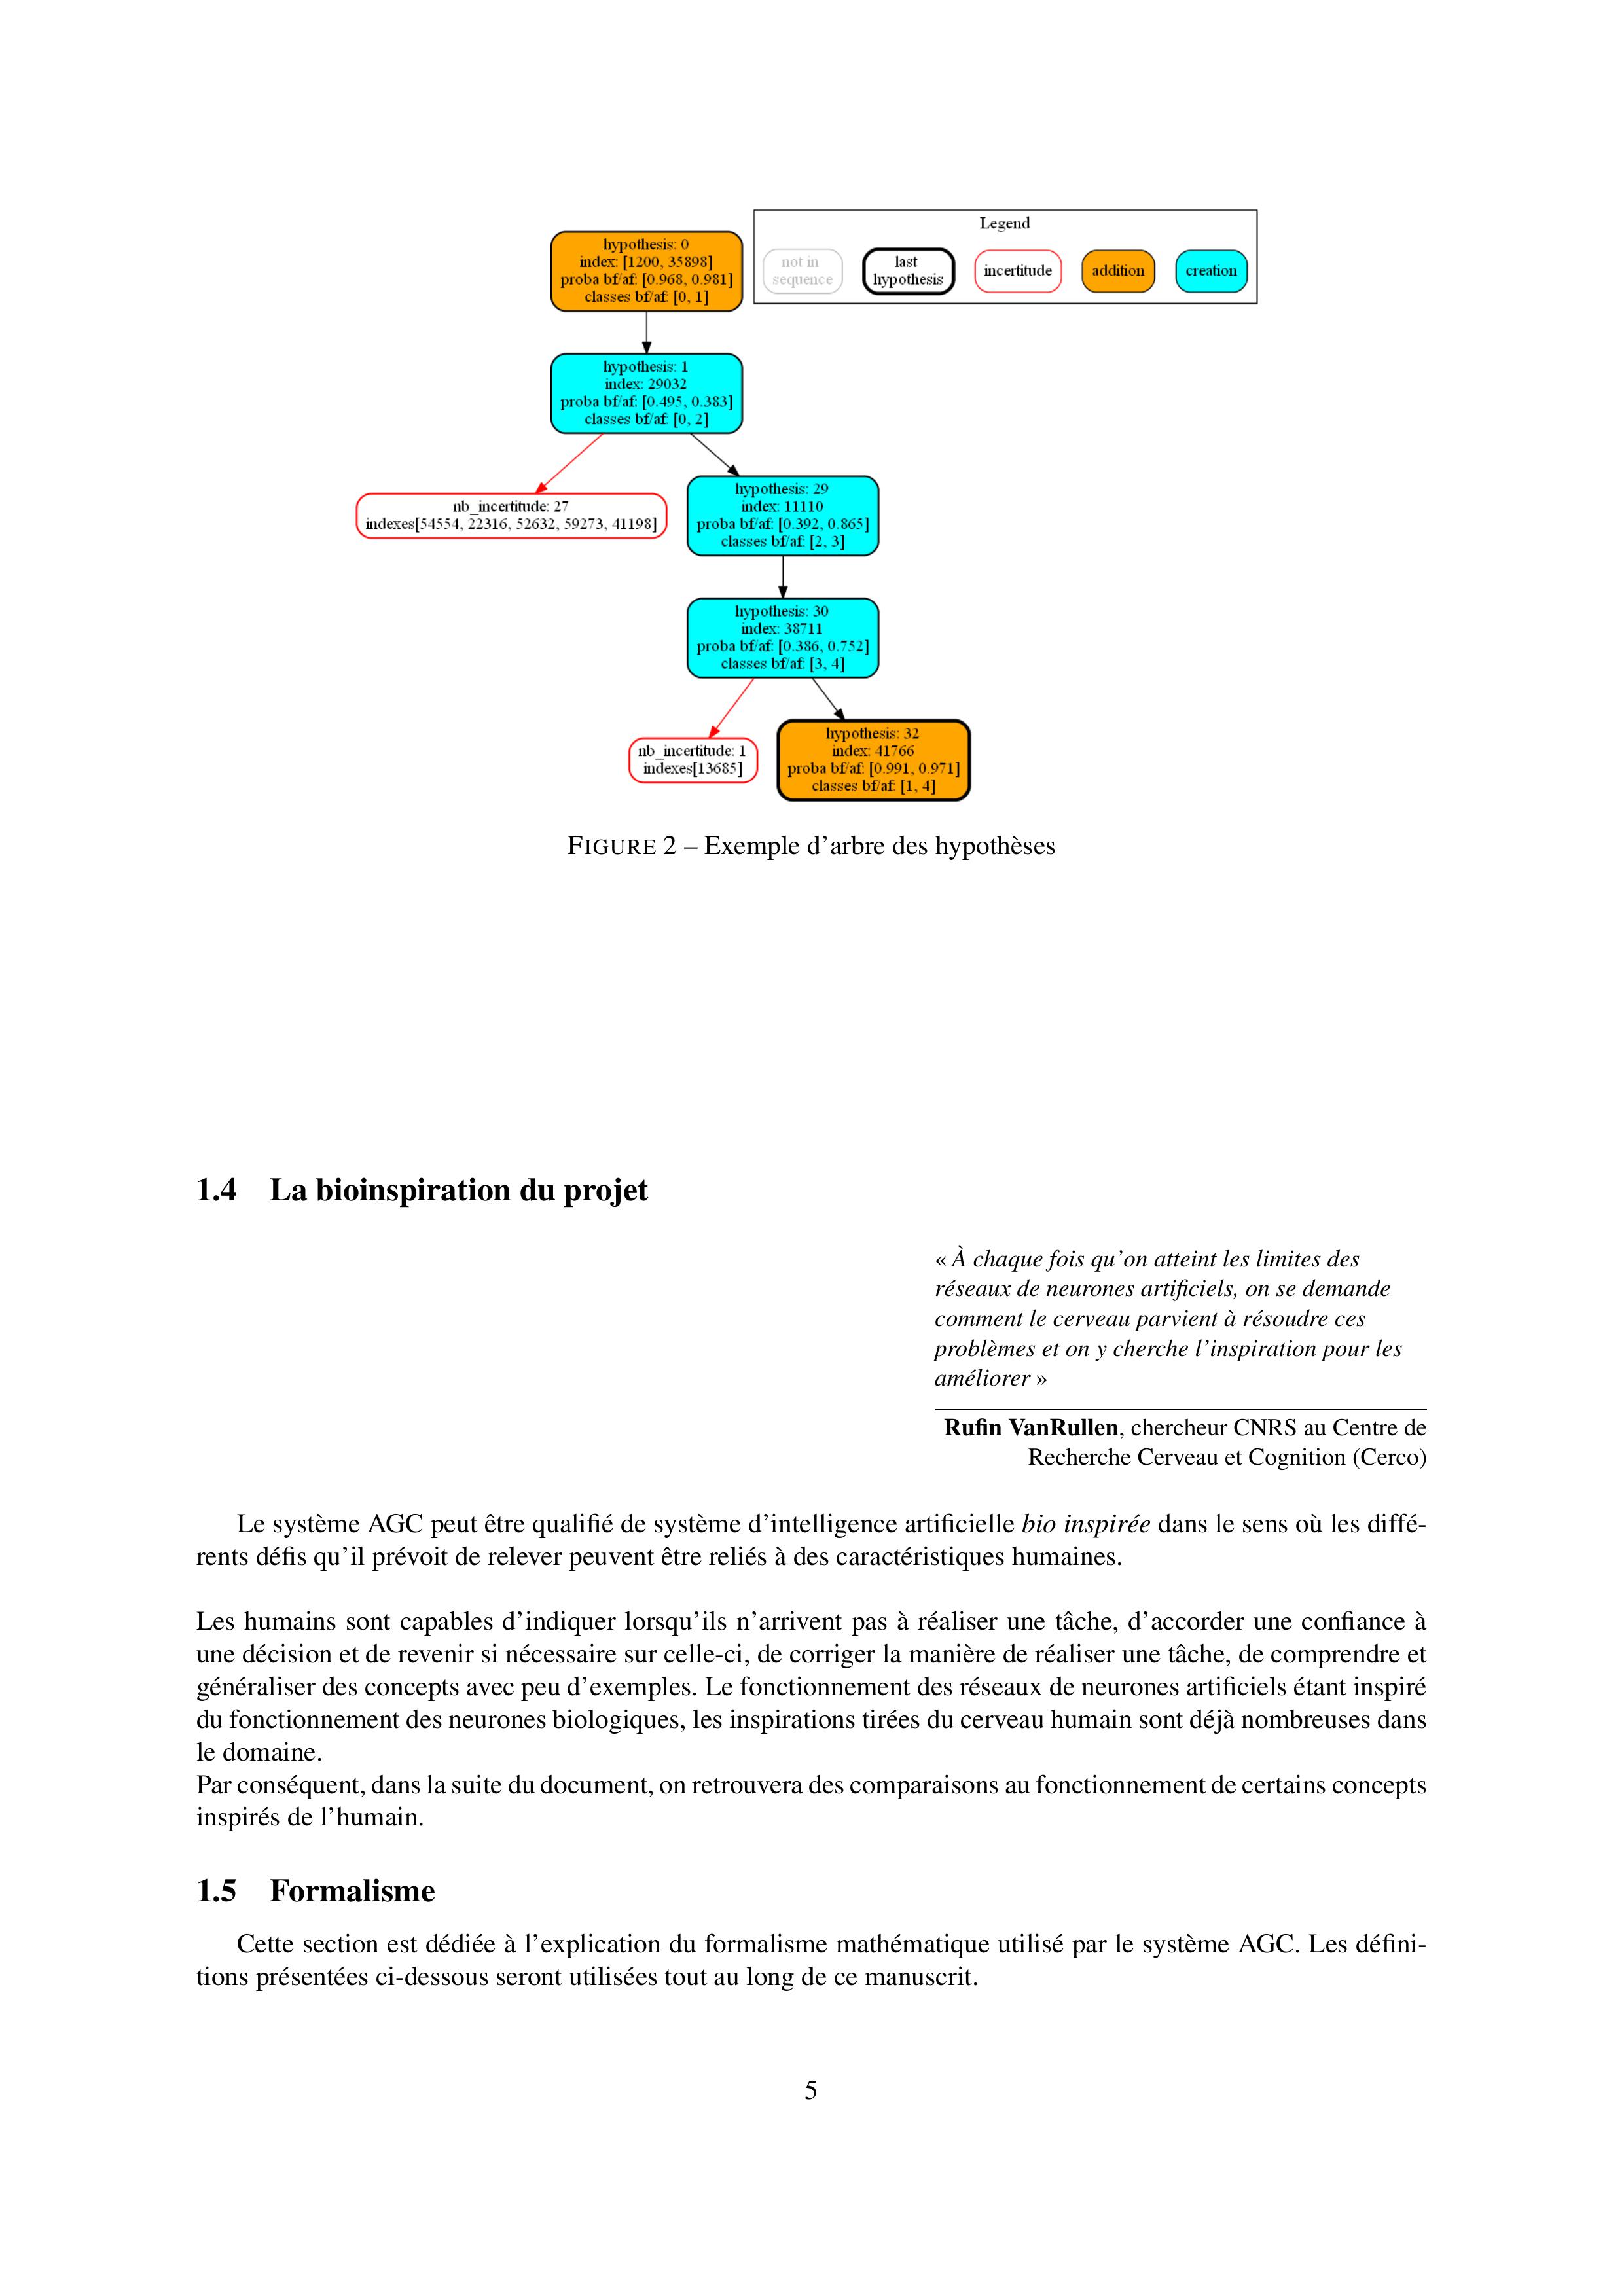 hypothesis: 0
index: [1200, 35898]
proba bf/af: [0.968, 0.981]
classes bf/af: [0, 1]
Legend
not in
sequence
last
hypothesis
incertitude
addition
creation
hypothesis: 1
index: 29032
proba bf/af: [0.495, 0.383]
classes bf/af: [0, 2]
nb_incertitude: 27
indexes[54554, 22316, 52632, 59273, 41198]
hypothesis: 29
index: 11110
proba bf/af: [0.392, 0.865]
classes bf/af: [2, 3]
hypothesis: 30
index: 38711
proba bf/af: [0.386, 0.752]
classes bf/af: [3, 4]
nb_incertitude: 1
indexes[13685]
hypothesis: 32
index: 41766
proba bf/af: [0.991, 0.971]
classes bf/af: [1, 4]
FIGURE 2 – Exemple d'arbre des hypothèses
1.4 La bioinspiration du projet
« À chaque fois qu'on atteint les limites des
réseaux de neurones artificiels, on se demande
comment le cerveau parvient à résoudre ces
problèmes et on y cherche l'inspiration pour les
améliorer »
Rufin VanRullen, chercheur CNRS au Centre de
Recherche Cerveau et Cognition (Cerco)
Le système AGC peut être qualifié de système d'intelligence artificielle bio inspirée dans le sens où les diffé-
rents défis qu'il prévoit de relever peuvent être reliés à des caractéristiques humaines.
Les humains sont capables d'indiquer lorsqu'ils n'arrivent pas à réaliser une tâche, d'accorder une confiance à
une décision et de revenir si nécessaire sur celle-ci, de corriger la manière de réaliser une tâche, de comprendre et
généraliser des concepts avec peu d'exemples. Le fonctionnement des réseaux de neurones artificiels étant inspiré
du fonctionnement des neurones biologiques, les inspirations tirées du cerveau humain sont déjà nombreuses dans
le domaine.
Par conséquent, dans la suite du document, on retrouvera des comparaisons au fonctionnement de certains concepts
inspirés de l'humain.
1.5 Formalisme
Cette section est dédiée à l'explication du formalisme mathématique utilisé par le système AGC. Les défini-
tions présentées ci-dessous seront utilisées tout au long de ce manuscrit.
5